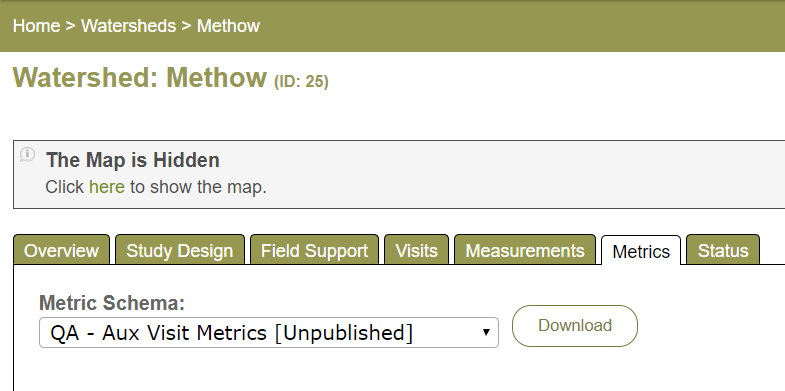 Home > Watersheds > Methow
Watershed: Methow (ID: 25)
The Map is Hidden
Click here to show the map.
Overview Study Design Field Support Visits Measurements Metrics Status
Metric Schema:
QA - Aux Visit Metrics [Unpublished] Download